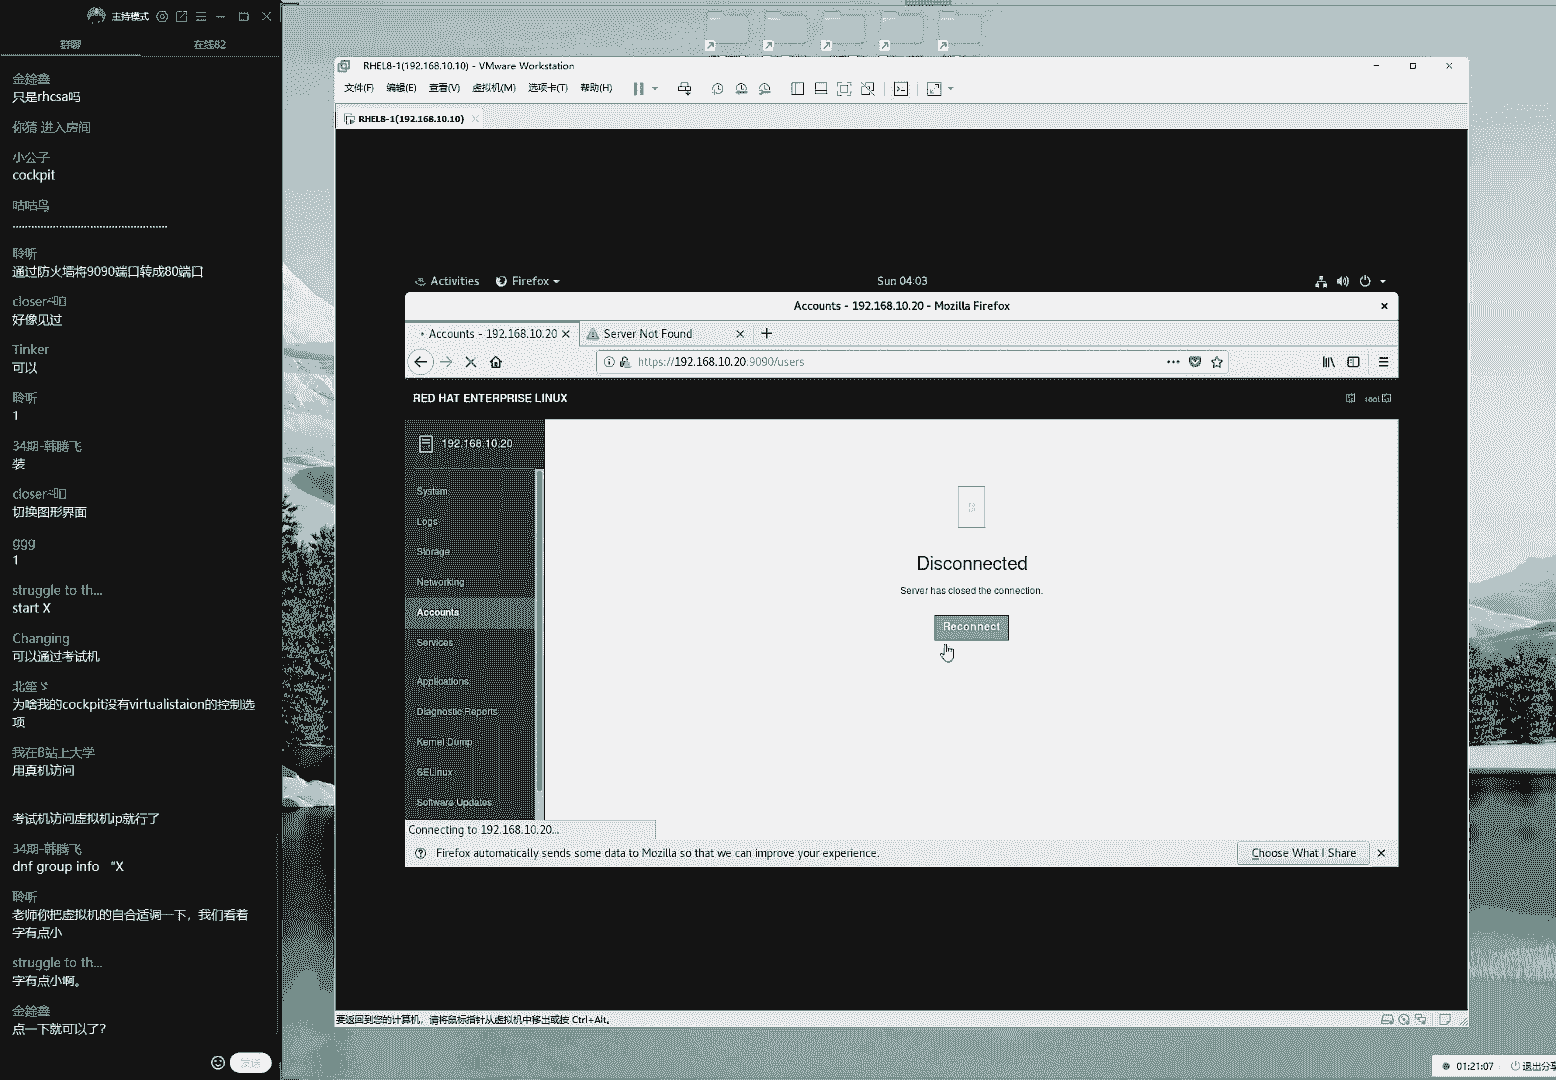 主持模式
群聊
在线82
金鎗鑫
只是rhcsa吗
你猜 进入房间
小公子
cockpit
咕咕鸟
聆听
通过防火墙将9090端口转成80端口
好像见过
Tinker
可以
聆听
1
34期-韩腾飞
装
切换图形界面
ggg
1
struggle to th...
start X
Changing
可以通过考试机
为啥我的cockpit没有virtualistaion的控制选
项
我在B站上大学
用真机访问
考试机访问虚拟机ip就行了
34期-韩腾飞
dnf group info “X
聆听
老师你把虚拟机的自合适调一下，我们看着
字有点小
struggle to th...
字有点小啊。
金鎗鑫
点一下就可以了?
发送
RHEL8-1(192.168.10.10) - VMware Workstation
文件(F) 编辑(E) 查看(V) 虚拟机(M) 选项卡(T) 帮助(H)
RHEL8-1(192.168.10.10)
Activities Firefox Sun 04:03
Accounts - 192.168.10.20 - Mozilla Firefox
Accounts - 192.168.10.20 Server Not Found
https://192.168.10.20:9090/users
RED HAT ENTERPRISE LINUX
root
192.168.10.20
System
Logs
Storage
Networking
Accounts
Services
Applications
Diagnostic Reports
Kernel Dump
SELinux
Software Updates
Disconnected
Server has closed the connection.
Reconnect
Connecting to 192.168.10.20...
Firefox automatically sends some data to Mozilla so that we can improve your experience.
Choose What I Share
要返回到您的计算机，请将鼠标指针从虚拟机中移出或按 Ctrl+Alt。
01:21:07 退出分享